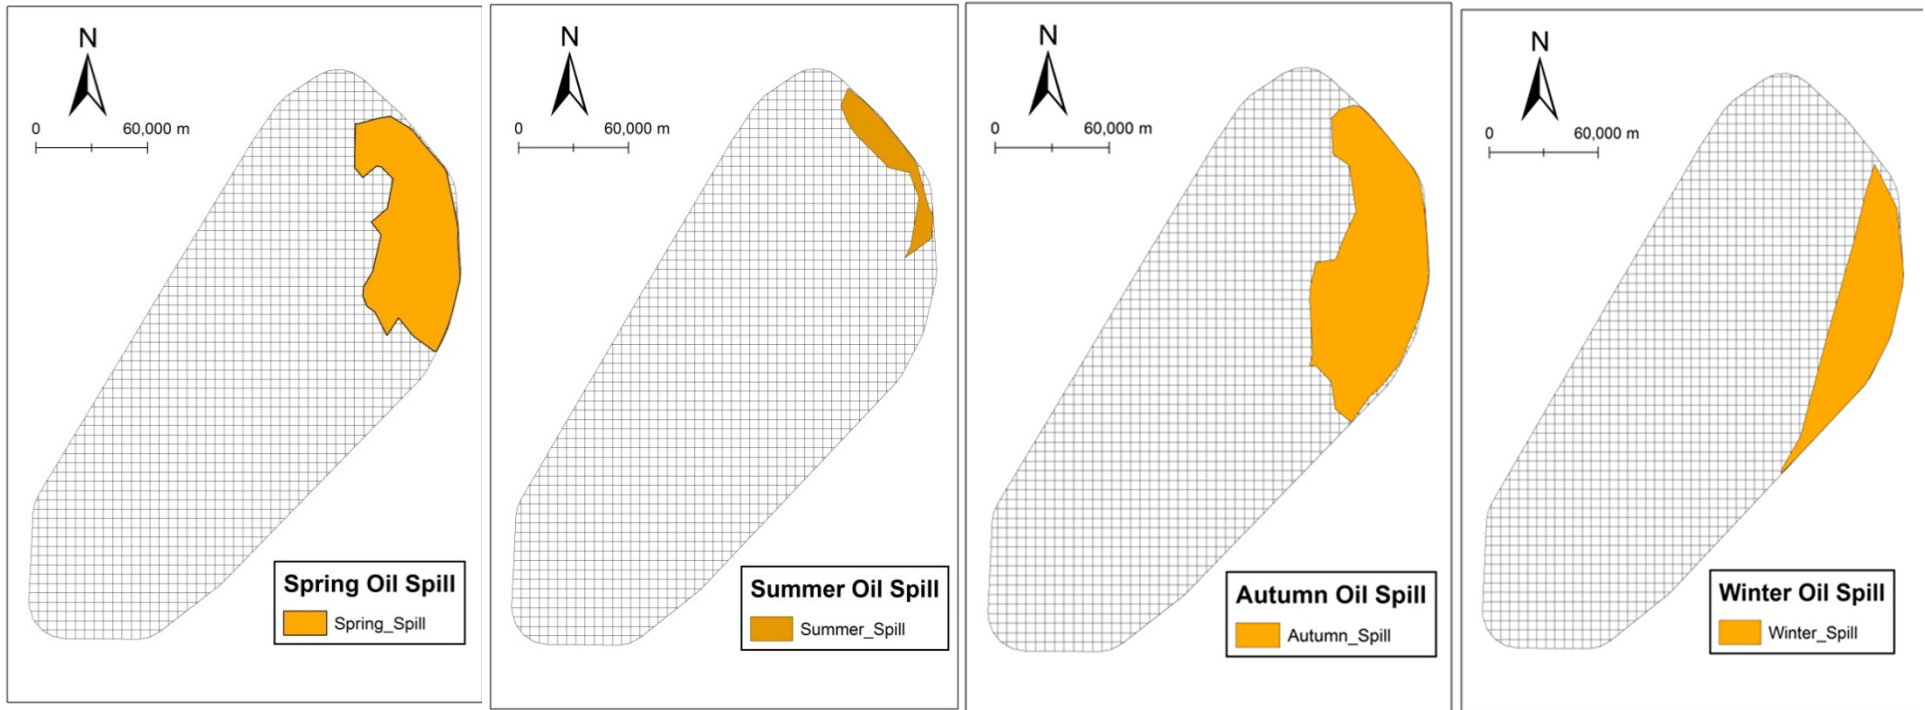 N
0 60,000 m
Spring Oil Spill
Spring_Spill
N
0 60,000 m
Summer Oil Spill
Summer_Spill
N
0 60,000 m
Autumn Oil Spill
Autumn_Spill
N
0 60,000 m
Winter Oil Spill
Winter_Spill